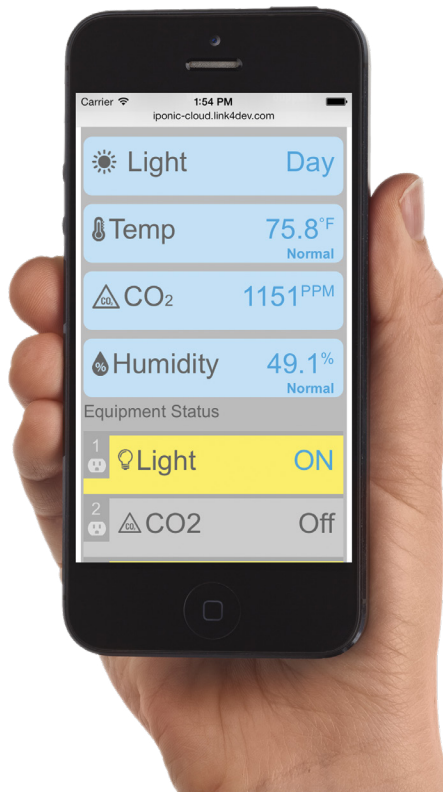 Carrier 1:54 PM
iponic-cloud.link4dev.com
Light Day
Temp 75.8°F
Normal
CO₂ 1151PPM
Humidity 49.1%
Normal
Equipment Status
1
Light ON
2
CO2 Off